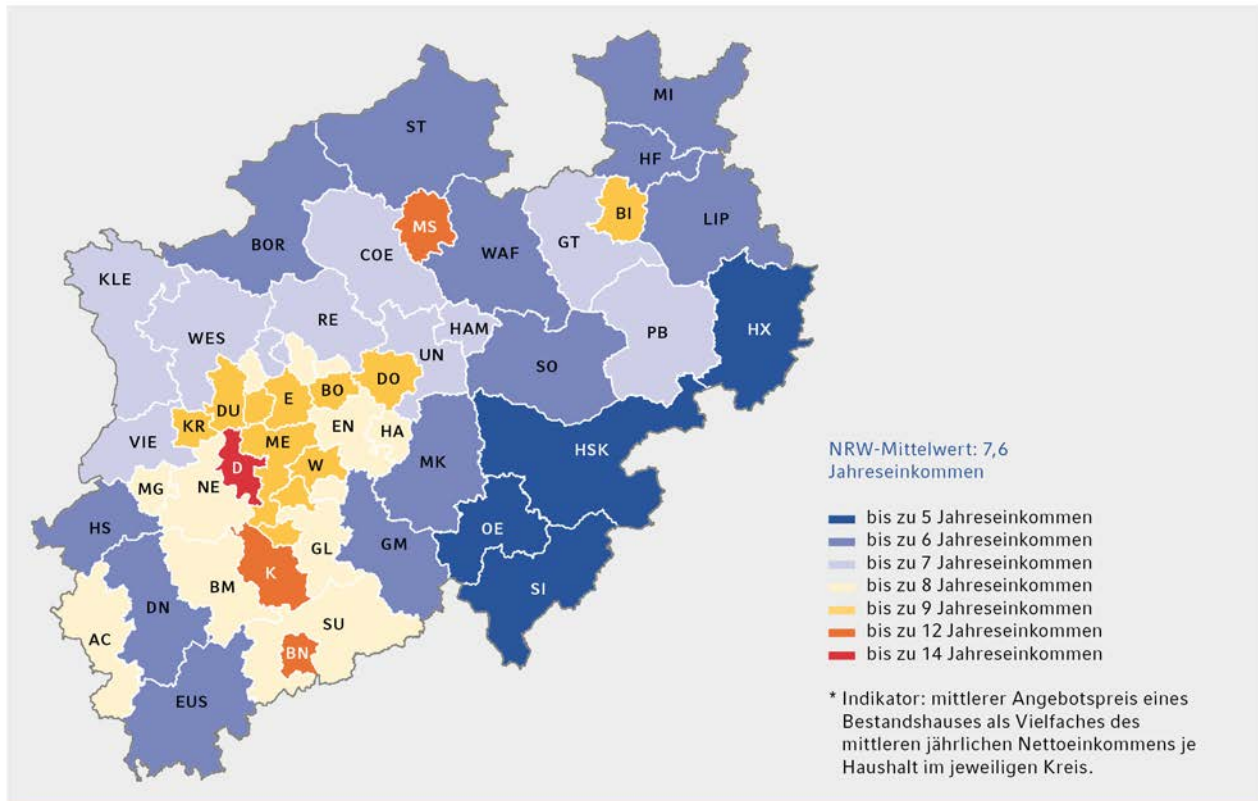 MI
ST
HF
BI
LIP
MS
GT
BOR
COE
WAF
KLE
RE
HAM
HX
WES
PB
UN
SO
DO
BO
E
DU
KR
EN
HA
VIE
ME
HSK
MK
W
D
MG
NE
OE
HS
GM
GL
K
BM
SI
DN
SU
AC
BN
EUS
NRW-Mittelwert: 7,6
Jahreseinkommen
bis zu 5 Jahreseinkommen
bis zu 6 Jahreseinkommen
bis zu 7 Jahreseinkommen
bis zu 8 Jahreseinkommen
bis zu 9 Jahreseinkommen
bis zu 12 Jahreseinkommen
bis zu 14 Jahreseinkommen
* Indikator: mittlerer Angebotspreis eines
Bestandshauses als Vielfaches des
mittleren jährlichen Nettoeinkommens je
Haushalt im jeweiligen Kreis.